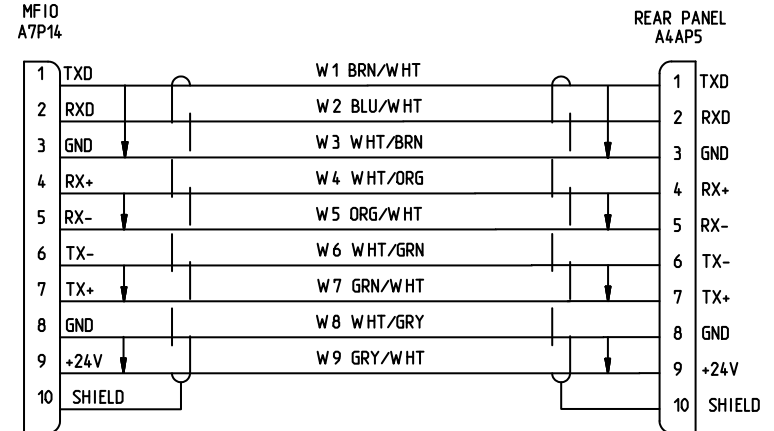 MFIO
A7P14
REAR PANEL
A4AP5
1 TXD W1 BRN/WHT 1 TXD
2 RXD W2 BLU/WHT 2 RXD
3 GND W3 WHT/BRN 3 GND
4 RX+ W4 WHT/ORG 4 RX+
5 RX- W5 ORG/WHT 5 RX-
6 TX- W6 WHT/GRN 6 TX-
7 TX+ W7 GRN/WHT 7 TX+
8 GND W8 WHT/GRY 8 GND
9 +24V W9 GRY/WHT 9 +24V
10 SHIELD 10 SHIELD